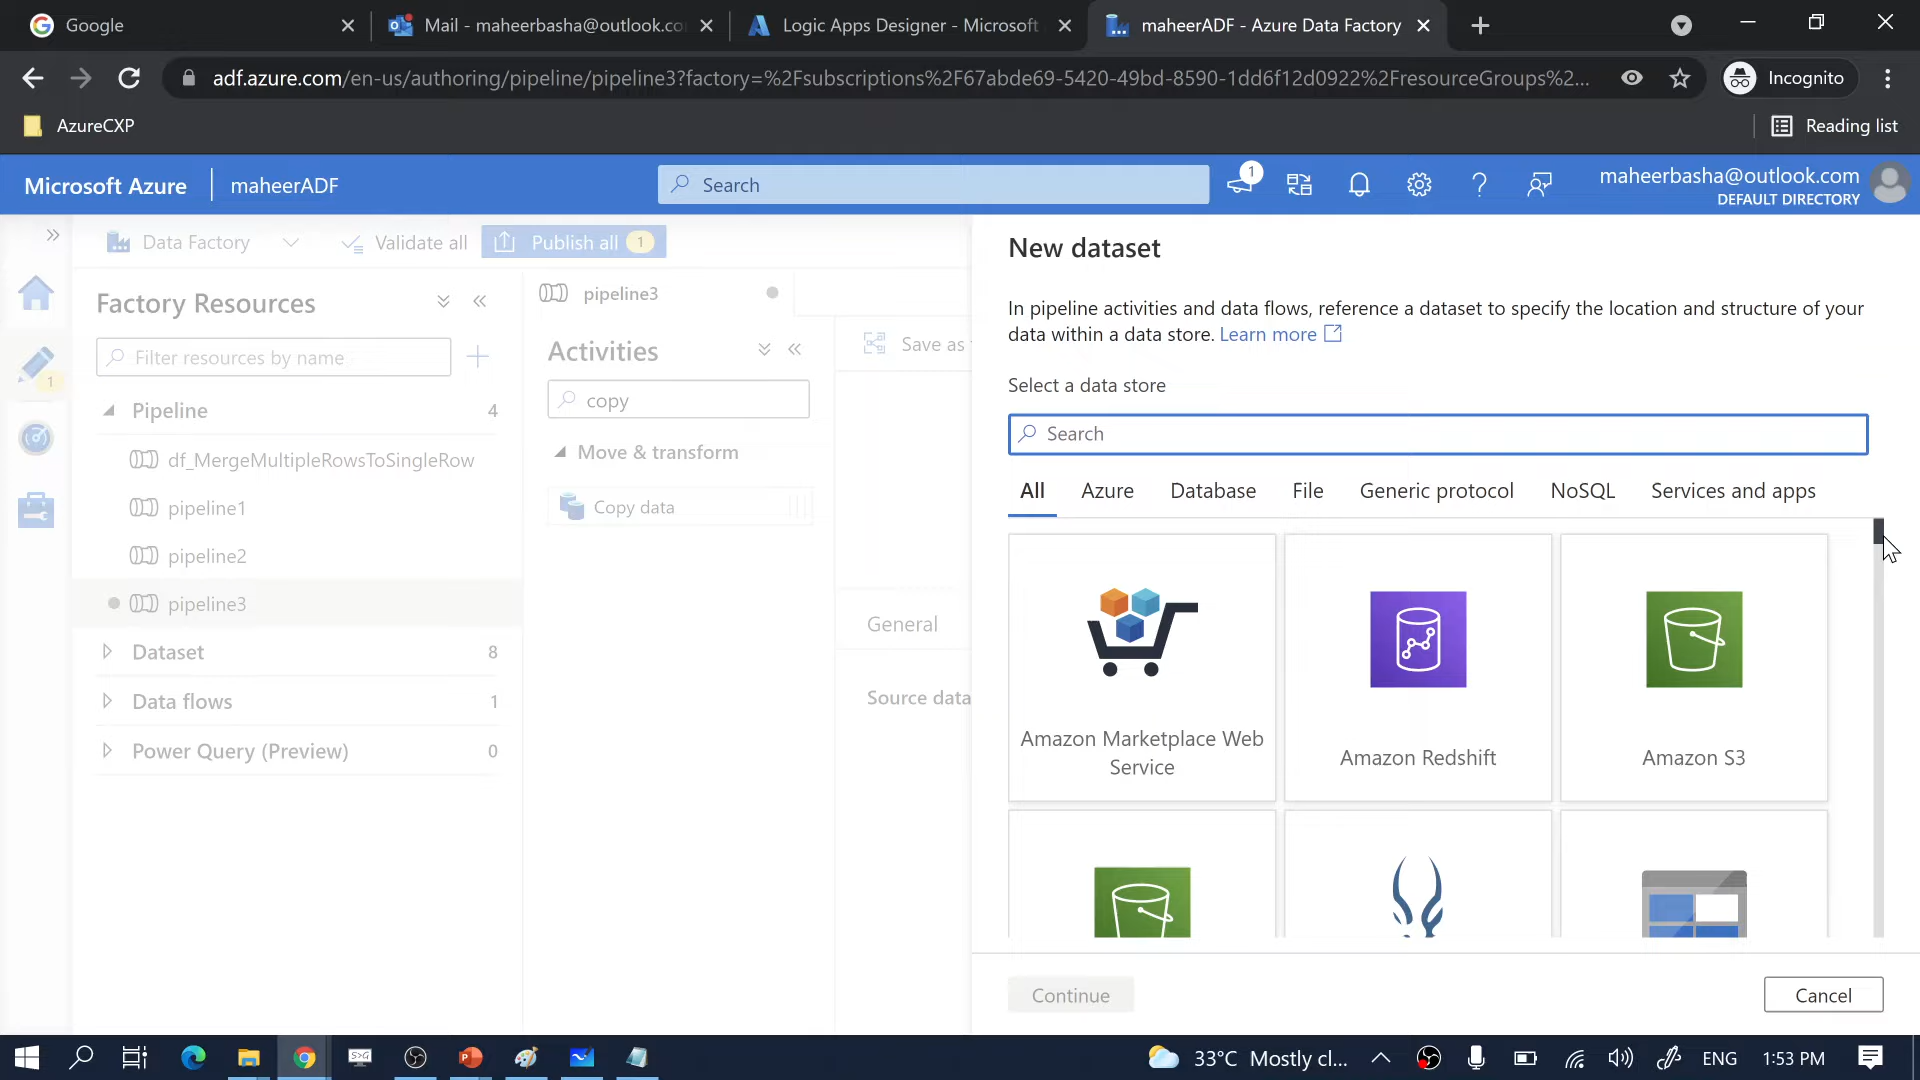 Google
Mail - maheerbasha@outlook.co
Logic Apps Designer - Microsoft
maheerADF - Azure Data Factory
adf.azure.com/en-us/authoring/pipeline/pipeline3?factory=%2Fsubscriptions%2F67abde69-5420-49bd-8590-1dd6f12d0922%2FresourceGroups%2...
Incognito
AzureCXP
Reading list
Microsoft Azure
maheerADF
Search
1
maheerbasha@outlook.com
DEFAULT DIRECTORY
Data Factory
Validate all
Publish all 1
Factory Resources
Filter resources by name
1
Pipeline 4
df_MergeMultipleRowsToSingleRow
pipeline1
pipeline2
pipeline3
Dataset 8
Data flows 1
Power Query (Preview) 0
pipeline3
Activities
copy
Move & transform
Copy data
Save as
General
Source data
New dataset
In pipeline activities and data flows, reference a dataset to specify the location and structure of your
data within a data store. Learn more
Select a data store
Search
All Azure Database File Generic protocol NoSQL Services and apps
Amazon Marketplace Web
Service
Amazon Redshift
Amazon S3
Continue
Cancel
33°C Mostly cl...
ENG
1:53 PM